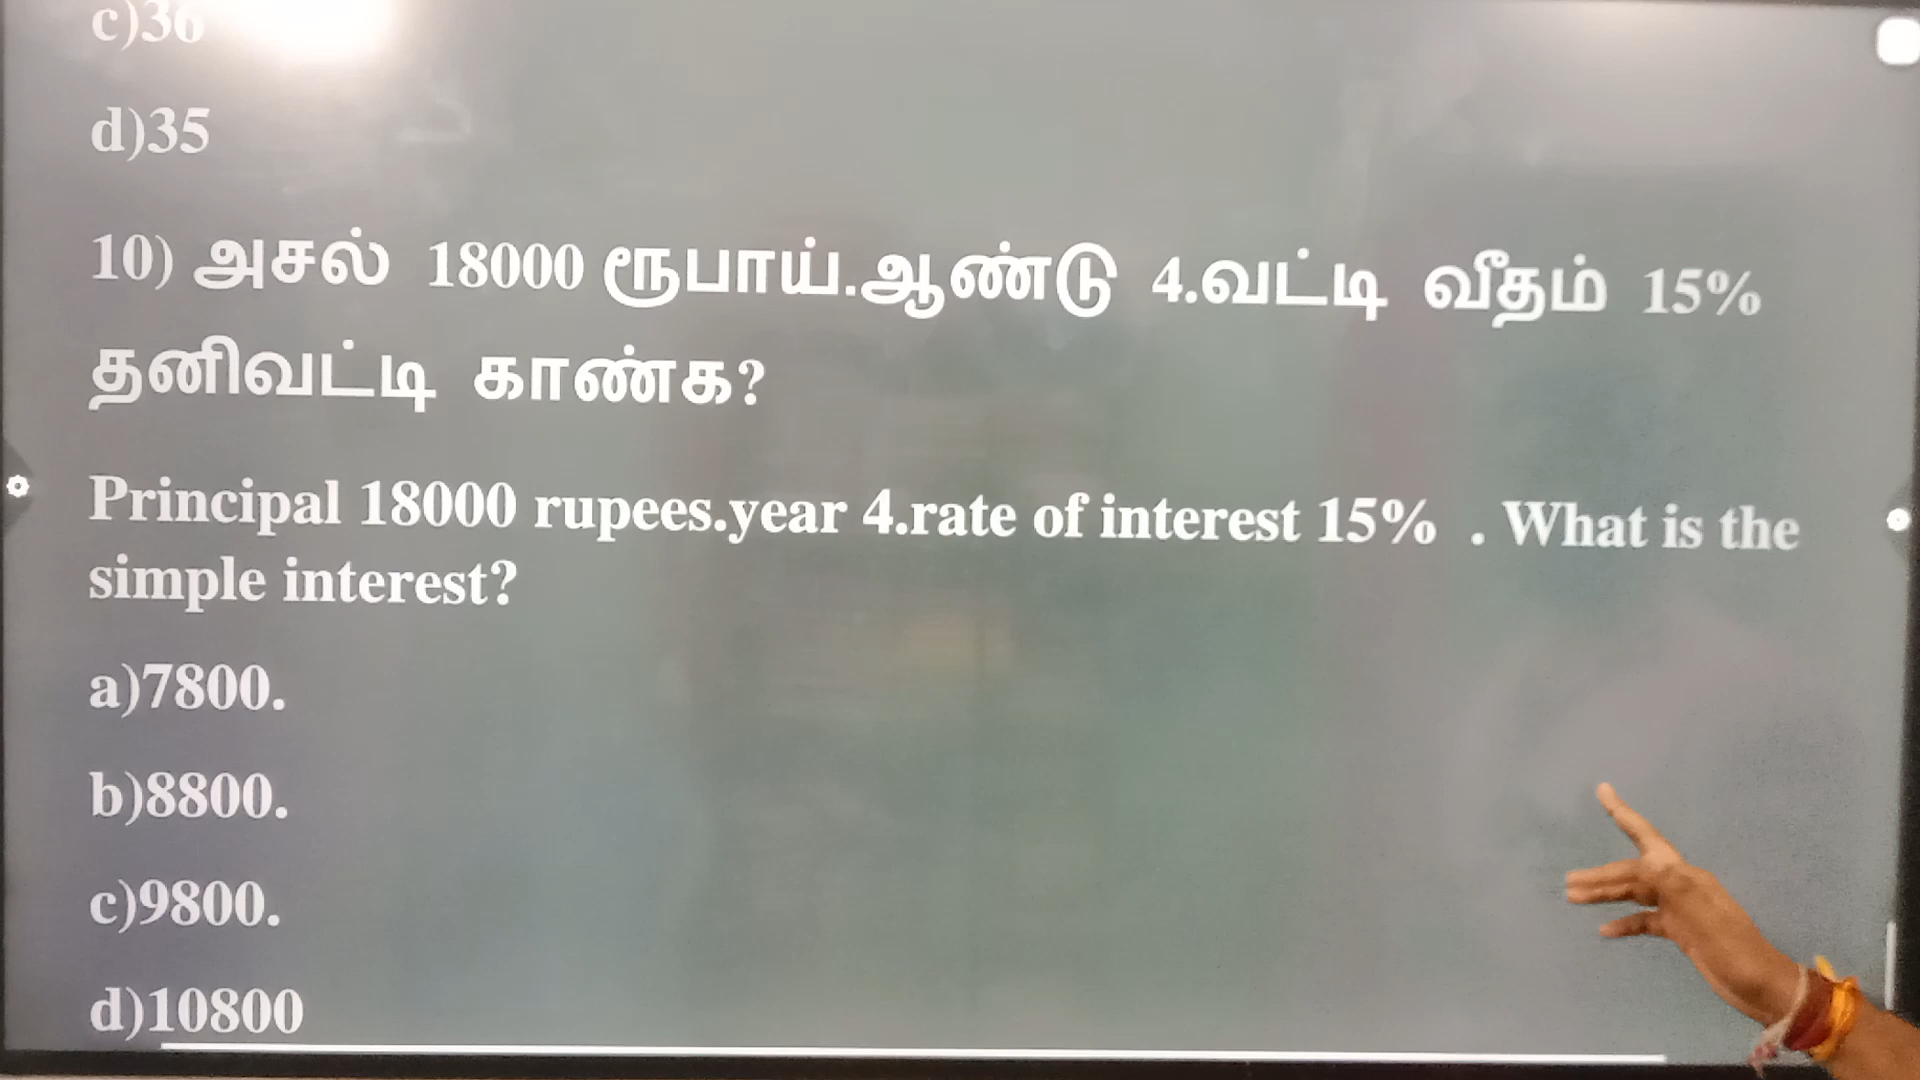 c)36
d)35
10) அசல் 18000 ரூபாய்.ஆண்டு 4.வட்டி வீதம் 15%
தனிவட்டி காண்க?
Principal 18000 rupees.year 4.rate of interest 15% . What is the
simple interest?
a)7800.
b)8800.
c)9800.
d)10800